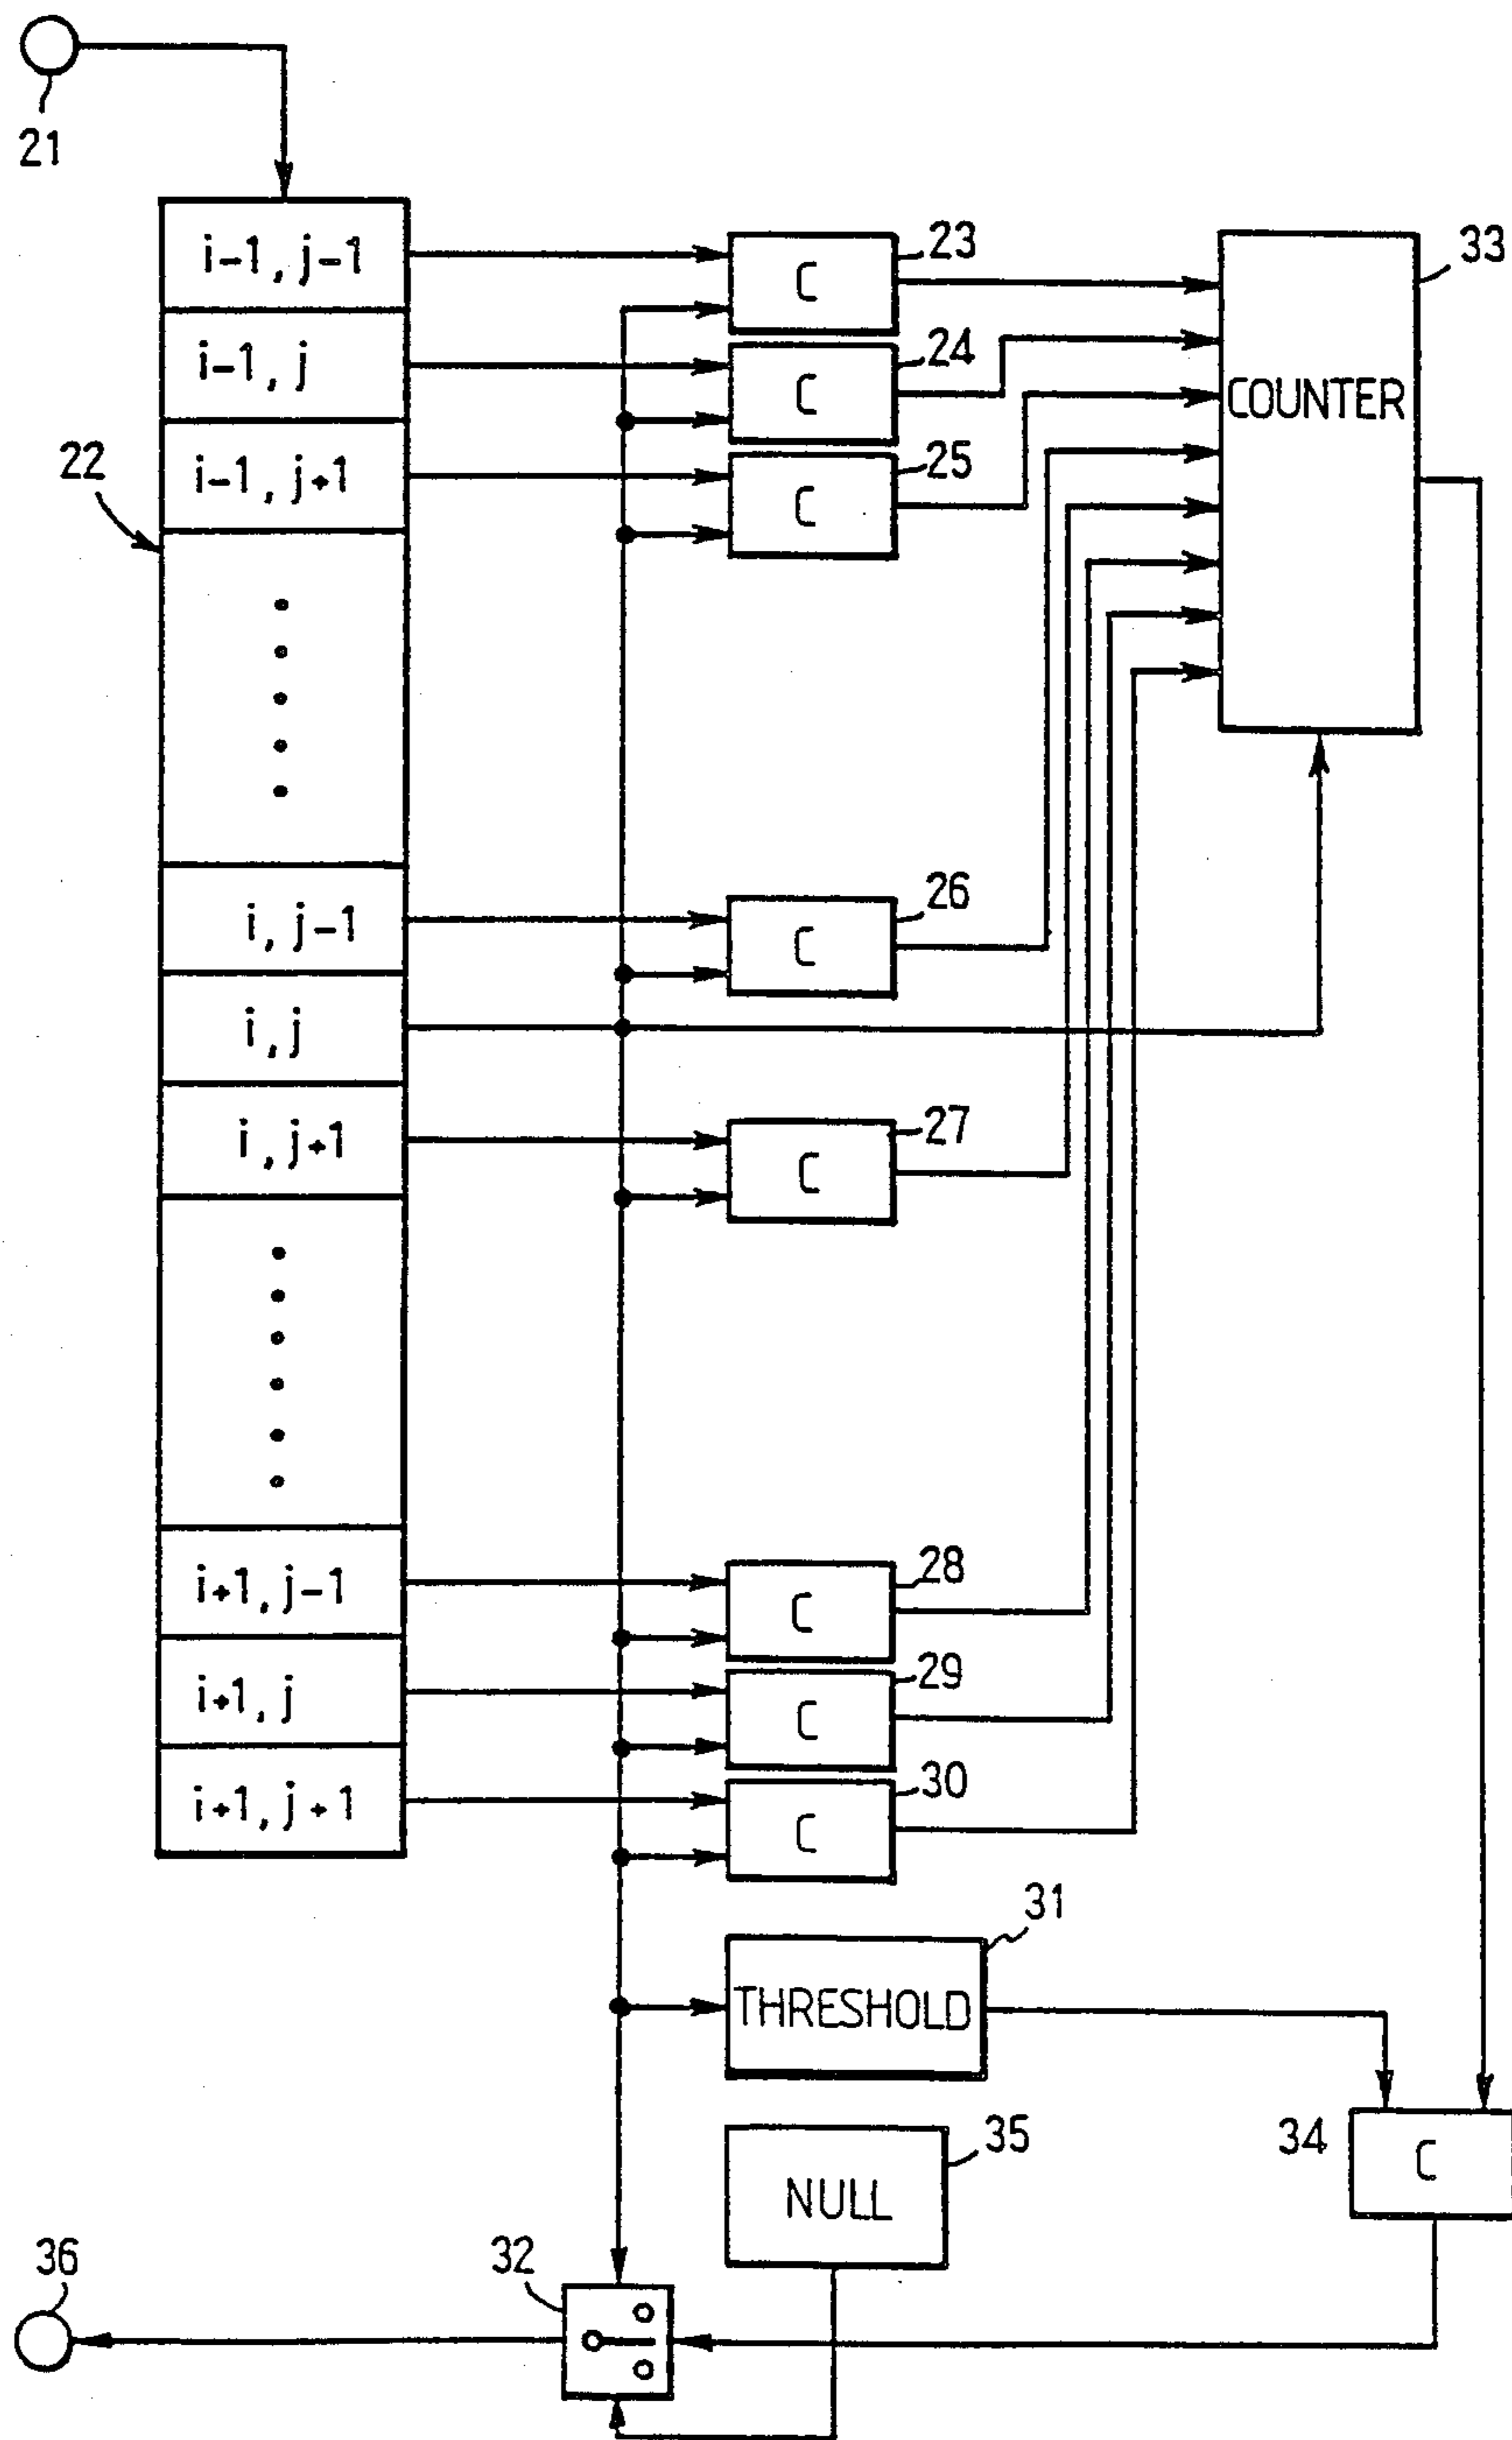 21
i-1, j-1
C
23
33
i-1, j
C
24
COUNTER
22
i-1, j+1
C
25
i, j-1
C
26
i, j
i, j+1
C
27
i+1, j-1
C
28
i+1, j
C
29
i+1, j+1
C
30
31
THRESHOLD
35
34
C
NULL
36
32